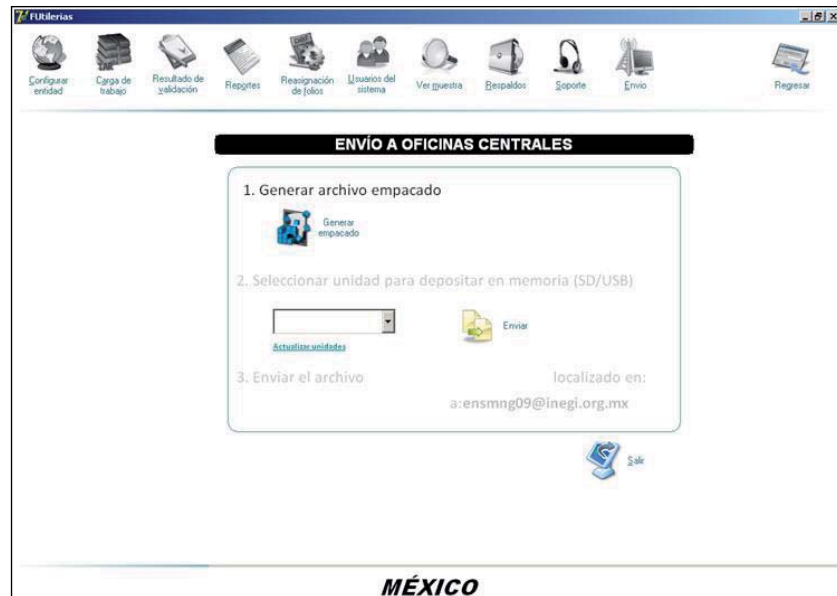 FUtilerias
Configurar entidad
Carga de trabajo
Resultado de validación
Reportes
Reasignación de folios
Usuarios del sistema
Ver muestra
Respaldos
Soporte
Envio
Regresar
ENVÍO A OFICINAS CENTRALES
1. Generar archivo empacado
Generar
empacado
2. Seleccionar unidad para depositar en memoria (SD/USB)
Enviar
Actualizar unidades
3. Enviar el archivo localizado en:
a:ensmng09@inegi.org.mx
Salir
MÉXICO